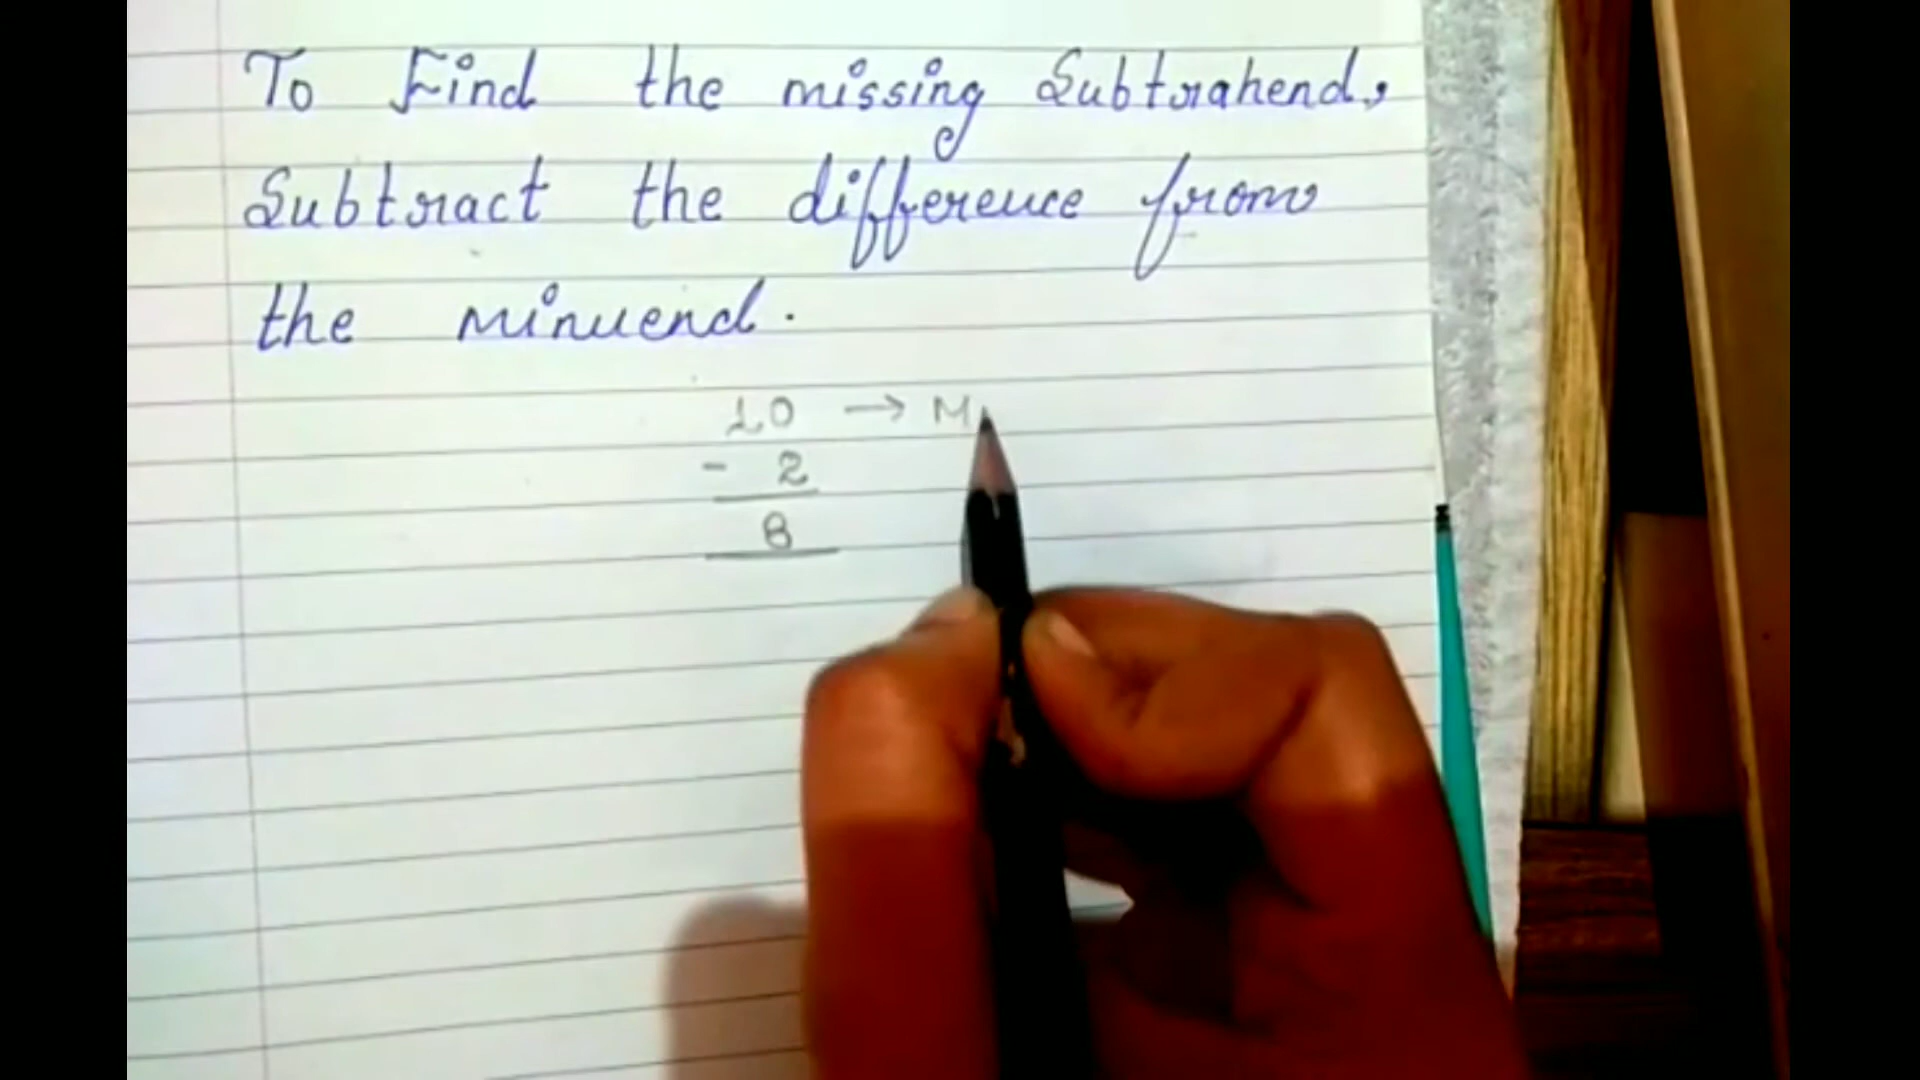 To Find the missing Subtrahend,
Subtract the difference from
the minuend.
10 → M
- 2
8